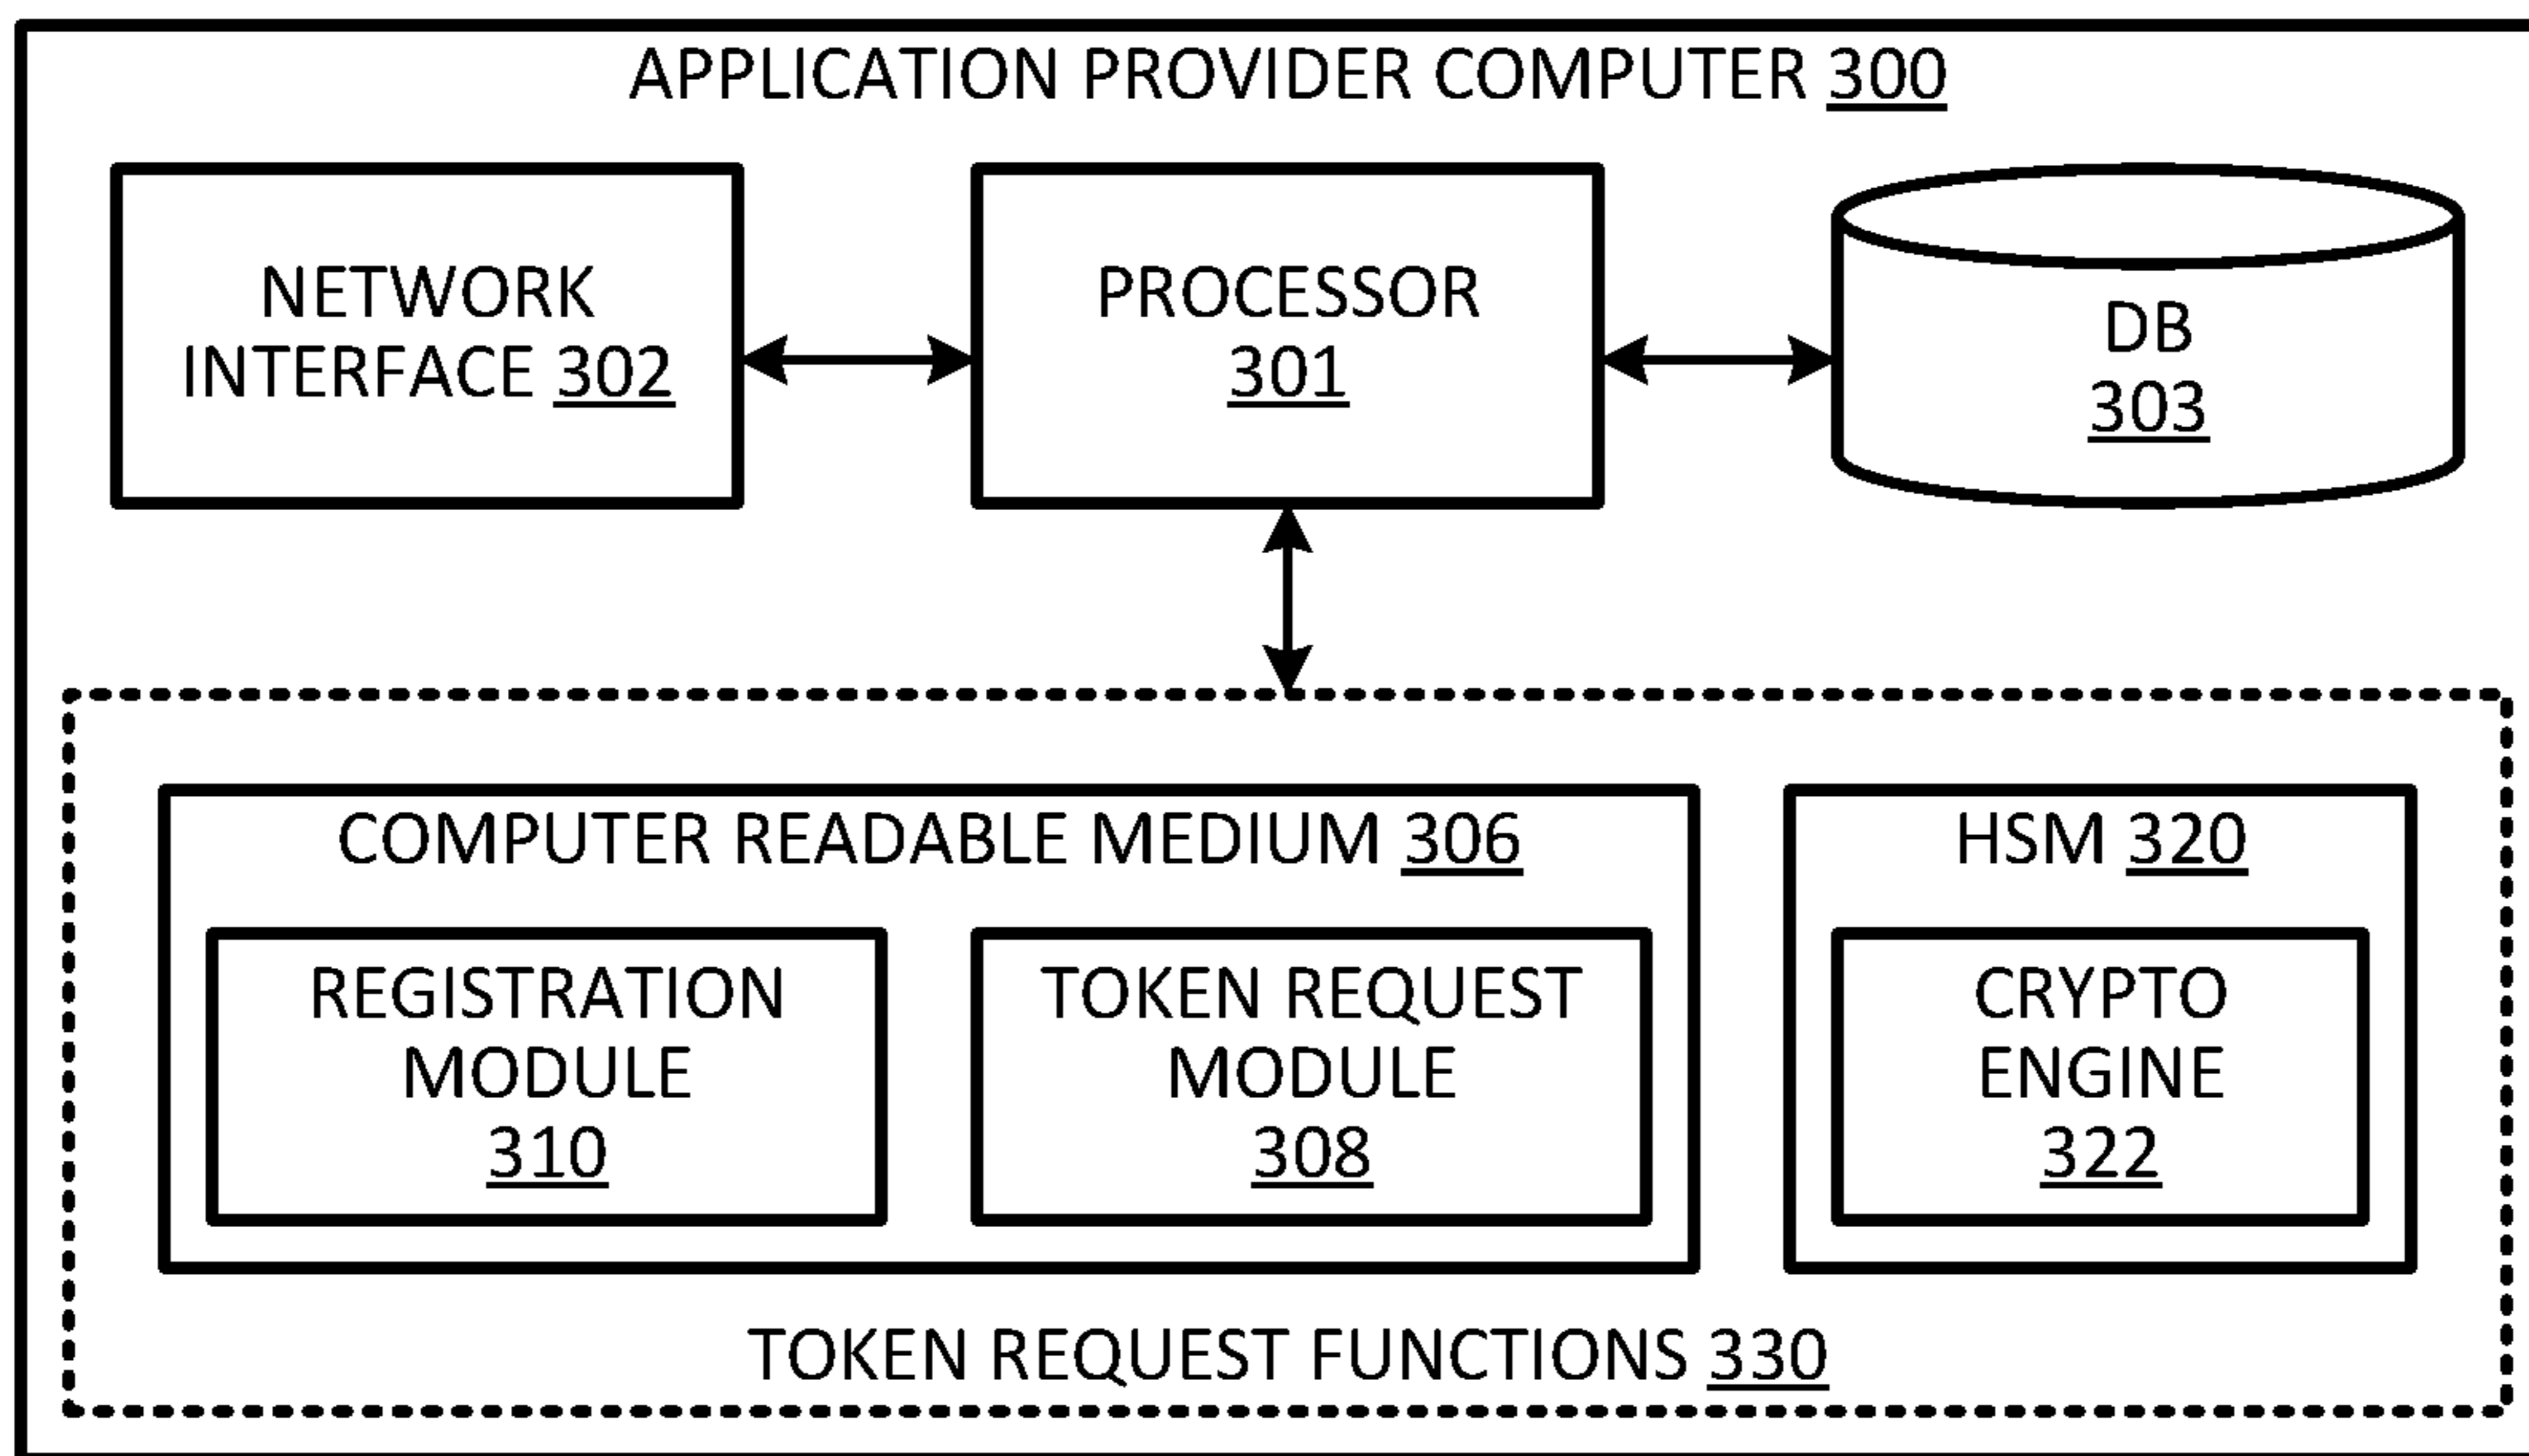 APPLICATION PROVIDER COMPUTER 300
NETWORK
INTERFACE 302
PROCESSOR
301
DB
303
COMPUTER READABLE MEDIUM 306
REGISTRATION
MODULE
310
TOKEN REQUEST
MODULE
308
HSM 320
CRYPTO
ENGINE
322
TOKEN REQUEST FUNCTIONS 330